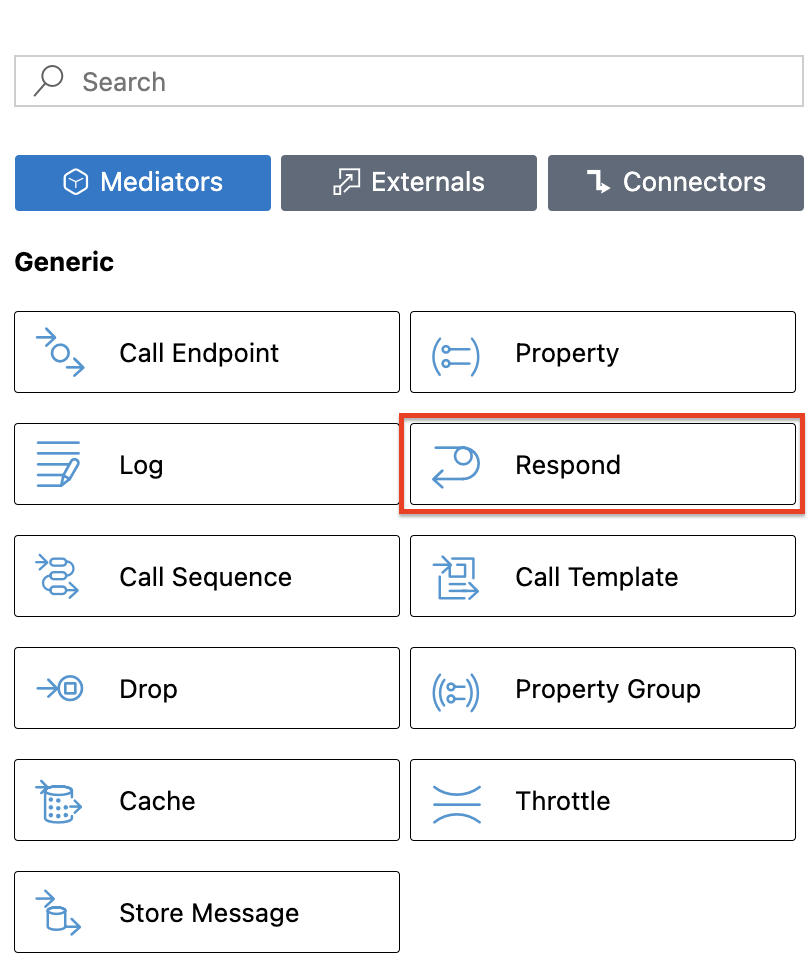 Search
Mediators Externals Connectors
Generic
Call Endpoint Property
Log Respond
Call Sequence Call Template
Drop Property Group
Cache Throttle
Store Message